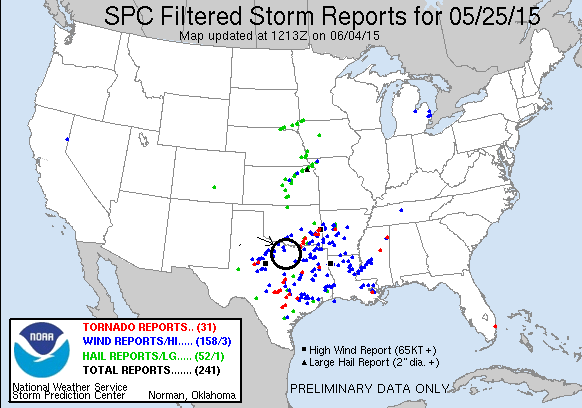 SPC Filtered Storm Reports for 05/25/15
Map updated at 1213Z on 06/04/15
TORNADO REPORTS.. (31)
WIND REPORTS/HI..... (158/3)
HAIL REPORTS/LG..... (52/1)
TOTAL REPORTS....... (241)
NOAA
National Weather Service
Storm Prediction Center Norman, Oklahoma
High Wind Report (65KT +)
Large Hail Report (2" dia. +)
PRELIMINARY DATA ONLY